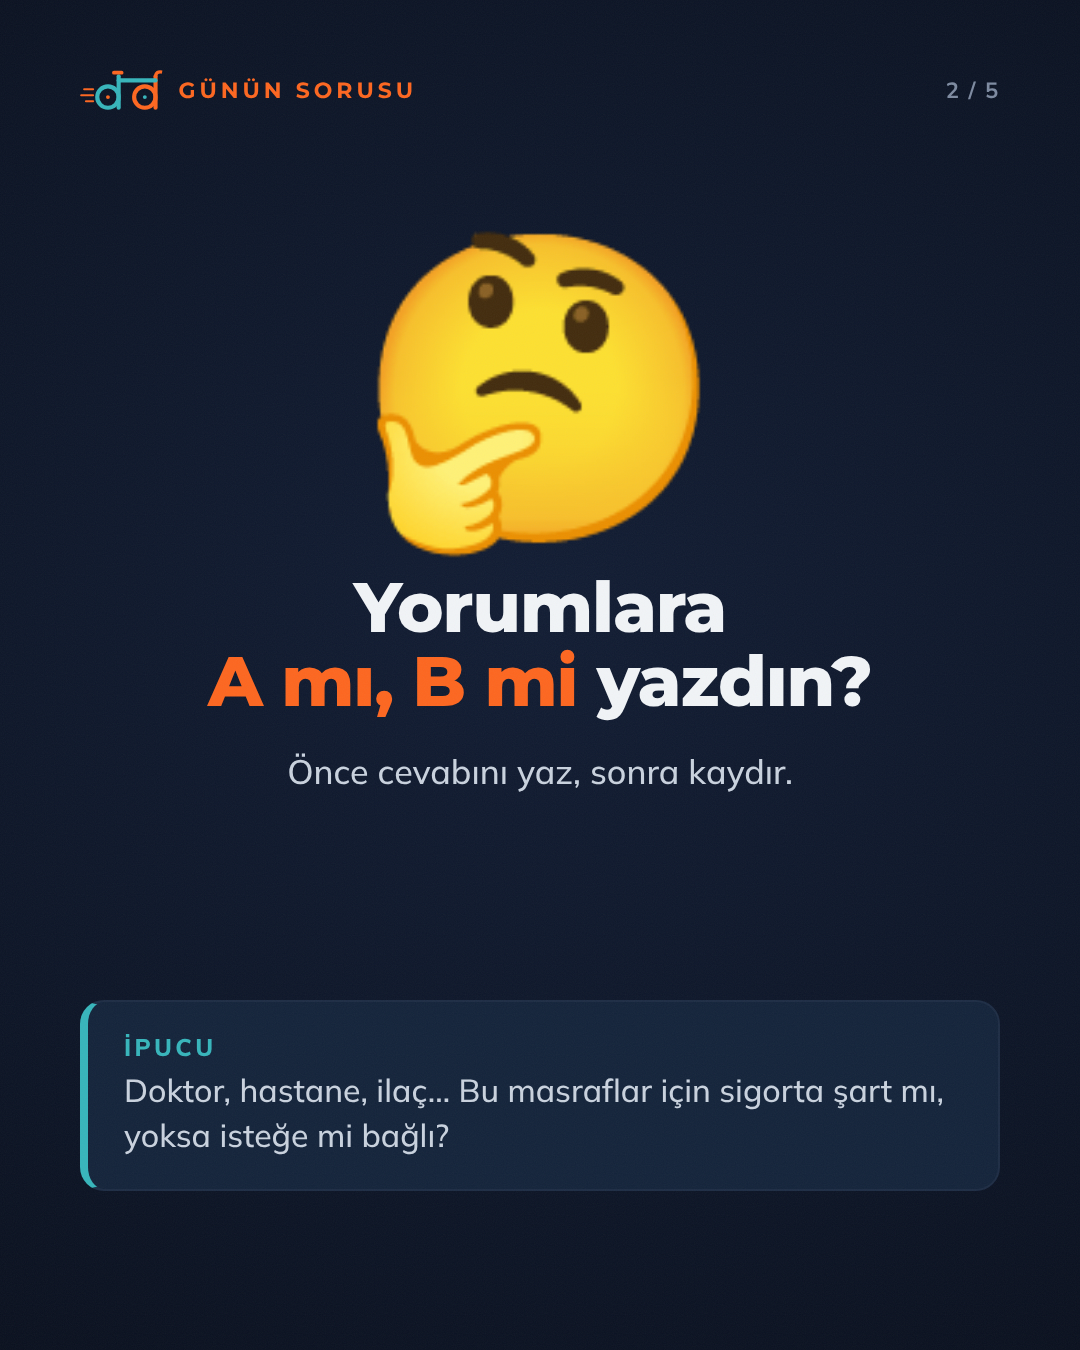 GÜNÜN SORUSU
2 / 5
Yorumlara
A mı, B mi yazdın?
Önce cevabını yaz, sonra kaydır.
İPUCU
Doktor, hastane, ilaç... Bu masraflar için sigorta şart mı,
yoksa isteğe mi bağlı?